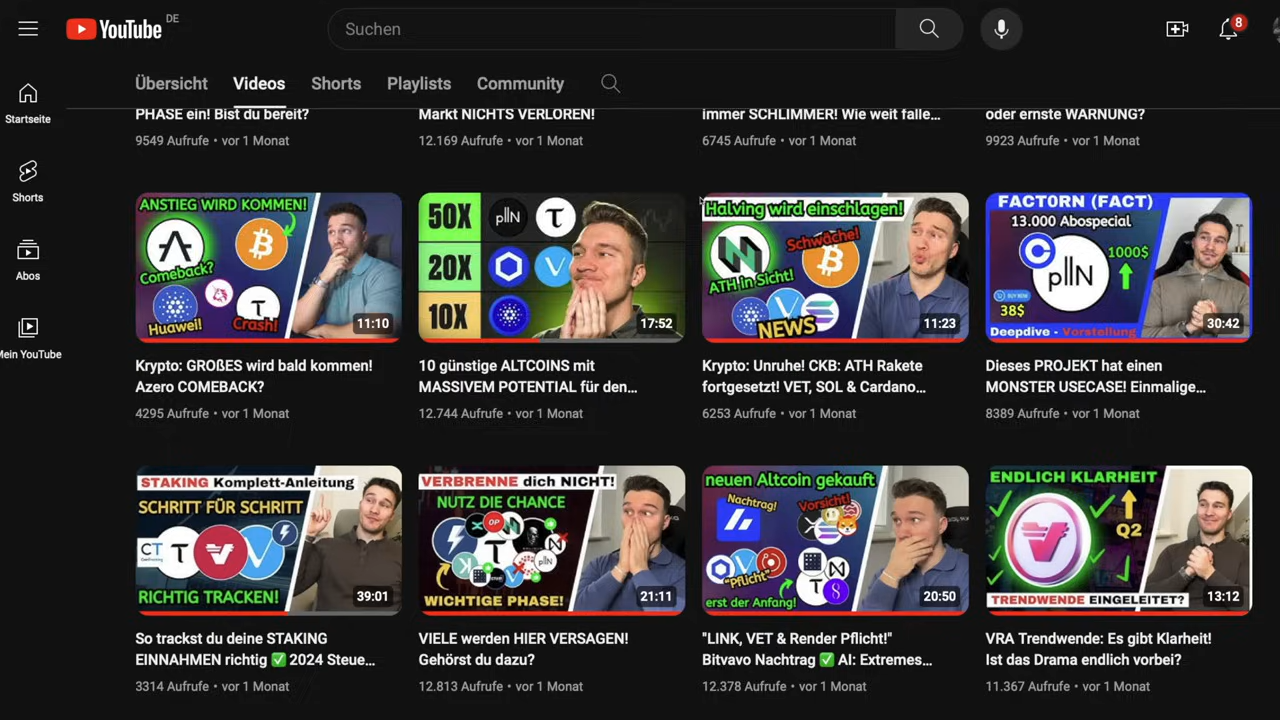 YouTube DE
Suchen
8
Übersicht Videos Shorts Playlists Community
Startseite
Shorts
Abos
Mein YouTube
PHASE ein! Bist du bereit?
9549 Aufrufe • vor 1 Monat
Markt NICHTS VERLOREN!
12.169 Aufrufe • vor 1 Monat
immer SCHLIMMER! Wie weit falle...
6745 Aufrufe • vor 1 Monat
oder ernste WARNUNG?
9923 Aufrufe • vor 1 Monat
ANSTIEG WIRD KOMMEN!
Comeback?
Huawei!
Crash!
11:10
Krypto: GROßES wird bald kommen!
Azero COMEBACK?
4295 Aufrufe • vor 1 Monat
50X
20X
10X
17:52
10 günstige ALTCOINS mit
MASSIVEM POTENTIAL für den...
12.744 Aufrufe • vor 1 Monat
Halving wird einschlagen!
Schwäche!
ATH in Sicht!
NEWS
11:23
Krypto: Unruhe! CKB: ATH Rakete
fortgesetzt! VET, SOL & Cardano...
6253 Aufrufe • vor 1 Monat
FACTORN (FACT)
13.000 Abospecial
1000$
BUY NOW
38$
Deepdive - Vorstellung
30:42
Dieses PROJEKT hat einen
MONSTER USECASE! Einmalige...
8389 Aufrufe • vor 1 Monat
STAKING Komplett-Anleitung
SCHRITT FÜR SCHRITT
CT
RICHTIG TRACKEN!
39:01
So trackst du deine STAKING
EINNAHMEN richtig ✅ 2024 Steue...
3314 Aufrufe • vor 1 Monat
VERBRENNE dich NICHT!
NUTZ DIE CHANCE
OP
WICHTIGE PHASE!
21:11
VIELE werden HIER VERSAGEN!
Gehörst du dazu?
12.813 Aufrufe • vor 1 Monat
neuen Altcoin gekauft
Nachtrag!
Vorsicht!
"Pflicht"
erst der Anfang!
20:50
"LINK, VET & Render Pflicht!"
Bitvavo Nachtrag ✅ AI: Extremes...
12.378 Aufrufe • vor 1 Monat
ENDLICH KLARHEIT
Q2
TRENDWENDE EINGELEITET?
13:12
VRA Trendwende: Es gibt Klarheit!
Ist das Drama endlich vorbei?
11.367 Aufrufe • vor 1 Monat